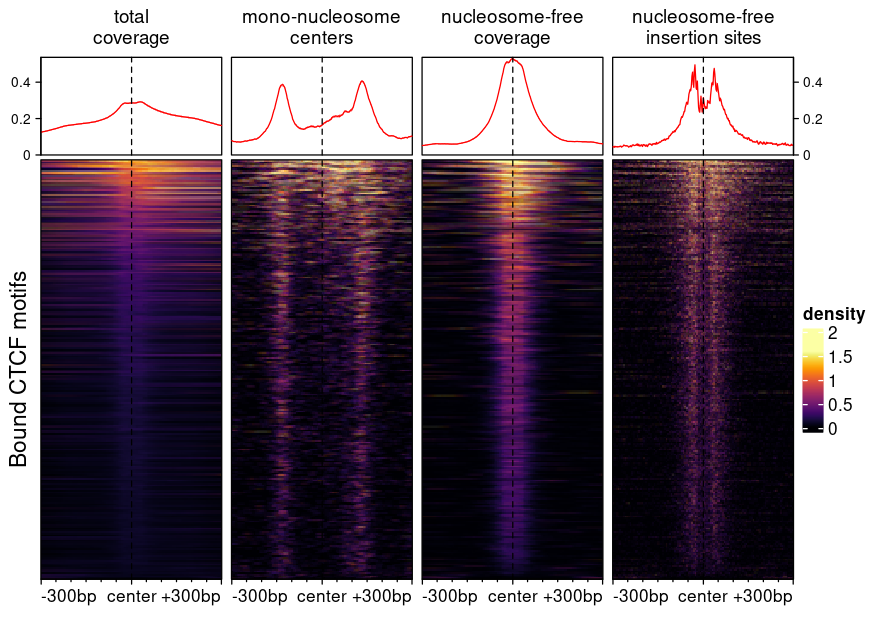 total
coverage
mono-nucleosome
centers
nucleosome-free
coverage
nucleosome-free
insertion sites
0.4
0.2
0
0.4
0.2
0
Bound CTCF motifs
density
2
1.5
1
0.5
0
-300bp center +300bp
-300bp center +300bp
-300bp center +300bp
-300bp center +300bp